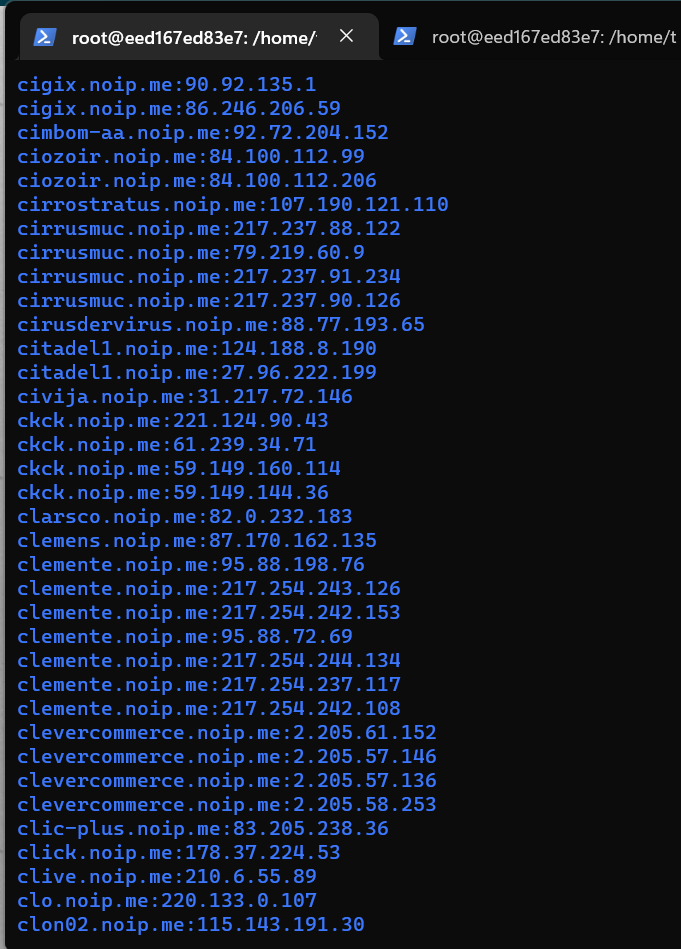 root@eed167ed83e7: /home/
root@eed167ed83e7: /home/t
cigix.noip.me:90.92.135.1
cigix.noip.me:86.246.206.59
cimbom-aa.noip.me:92.72.204.152
ciozoir.noip.me:84.100.112.99
ciozoir.noip.me:84.100.112.206
cirrostratus.noip.me:107.190.121.110
cirrusmuc.noip.me:217.237.88.122
cirrusmuc.noip.me:79.219.60.9
cirrusmuc.noip.me:217.237.91.234
cirrusmuc.noip.me:217.237.90.126
cirusdervirus.noip.me:88.77.193.65
citadel1.noip.me:124.188.8.190
citadel1.noip.me:27.96.222.199
civija.noip.me:31.217.72.146
ckck.noip.me:221.124.90.43
ckck.noip.me:61.239.34.71
ckck.noip.me:59.149.160.114
ckck.noip.me:59.149.144.36
clarsco.noip.me:82.0.232.183
clemens.noip.me:87.170.162.135
clemente.noip.me:95.88.198.76
clemente.noip.me:217.254.243.126
clemente.noip.me:217.254.242.153
clemente.noip.me:95.88.72.69
clemente.noip.me:217.254.244.134
clemente.noip.me:217.254.237.117
clemente.noip.me:217.254.242.108
clevercommerce.noip.me:2.205.61.152
clevercommerce.noip.me:2.205.57.146
clevercommerce.noip.me:2.205.57.136
clevercommerce.noip.me:2.205.58.253
clic-plus.noip.me:83.205.238.36
click.noip.me:178.37.224.53
clive.noip.me:210.6.55.89
clo.noip.me:220.133.0.107
clon02.noip.me:115.143.191.30